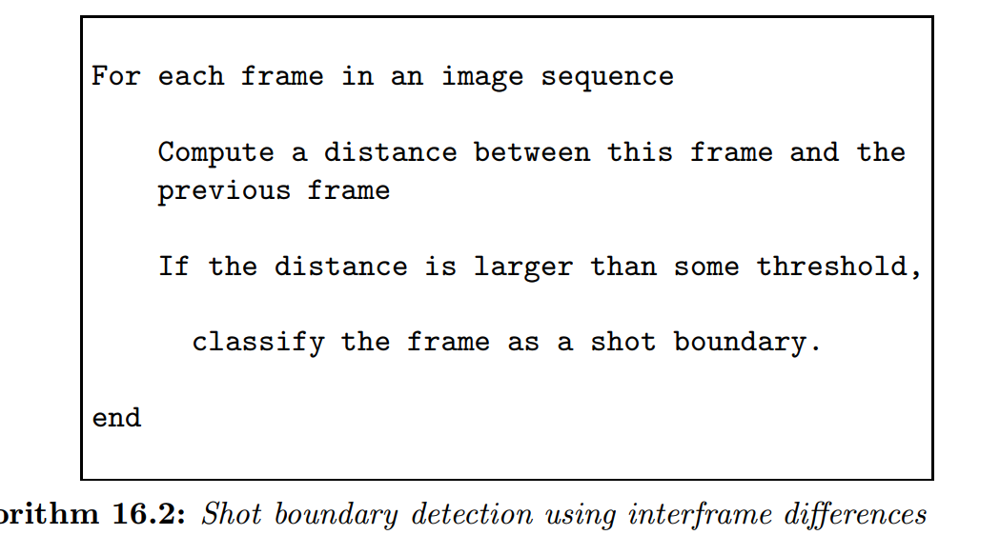 For each frame in an image sequence
Compute a distance between this frame and the
previous frame
If the distance is larger than some threshold,
classify the frame as a shot boundary.
end
orithm 16.2: Shot boundary detection using interframe differences